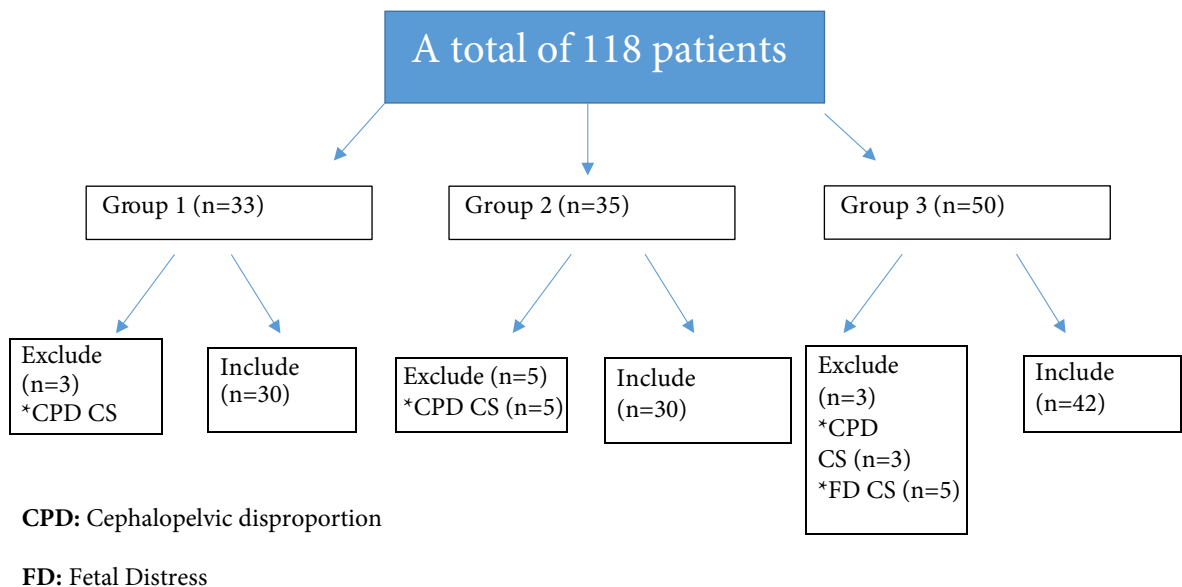 A total of 118 patients
Group 1 (n=33)
Group 2 (n=35)
Group 3 (n=50)
Exclude
(n=3)
*CPD CS
Include
(n=30)
Exclude (n=5)
*CPD CS (n=5)
Include
(n=30)
Exclude
(n=3)
*CPD
CS (n=3)
*FD CS (n=5)
Include
(n=42)
CPD: Cephalopelvic disproportion
FD: Fetal Distress